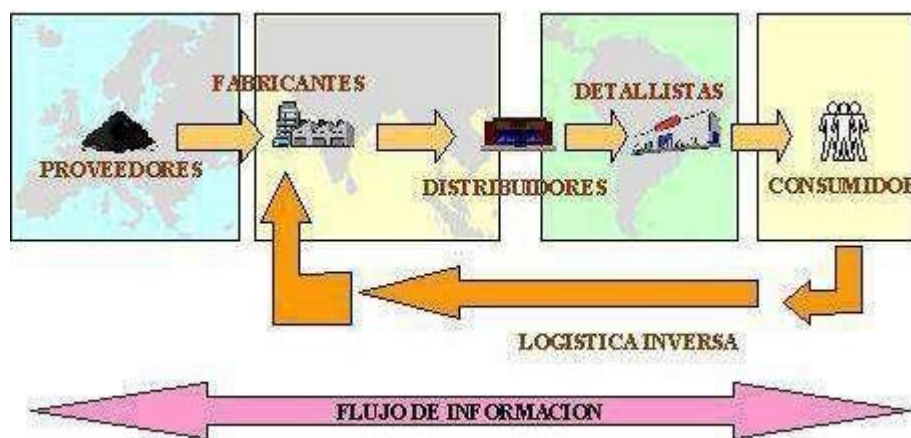 FABRICANTES
DETALLISTAS
PROVEEDORES
DISTRIBUIDORES
CONSUMIDOR
LOGISTICA INVERSA
FLUJO DE INFORMACION